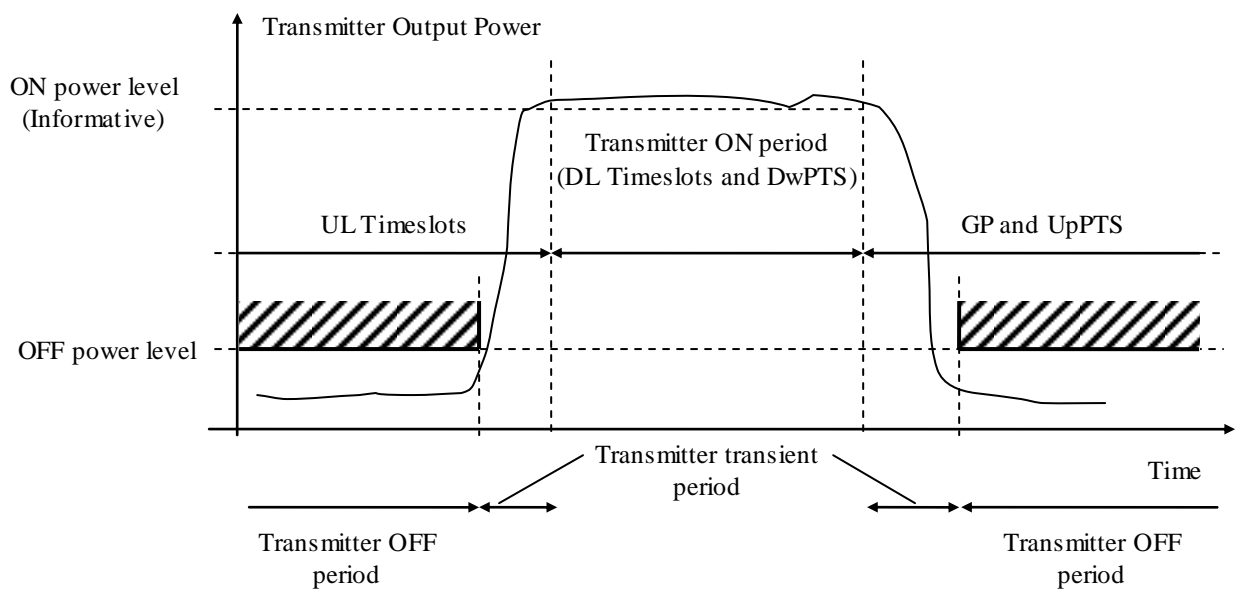 Transmitter Output Power
ON power level
(Informative)
Transmitter ON period
(DL Timeslots and DwPTS)
UL Timeslots
GP and UpPTS
OFF power level
Transmitter transient
period
Time
Transmitter OFF
period
Transmitter OFF
period